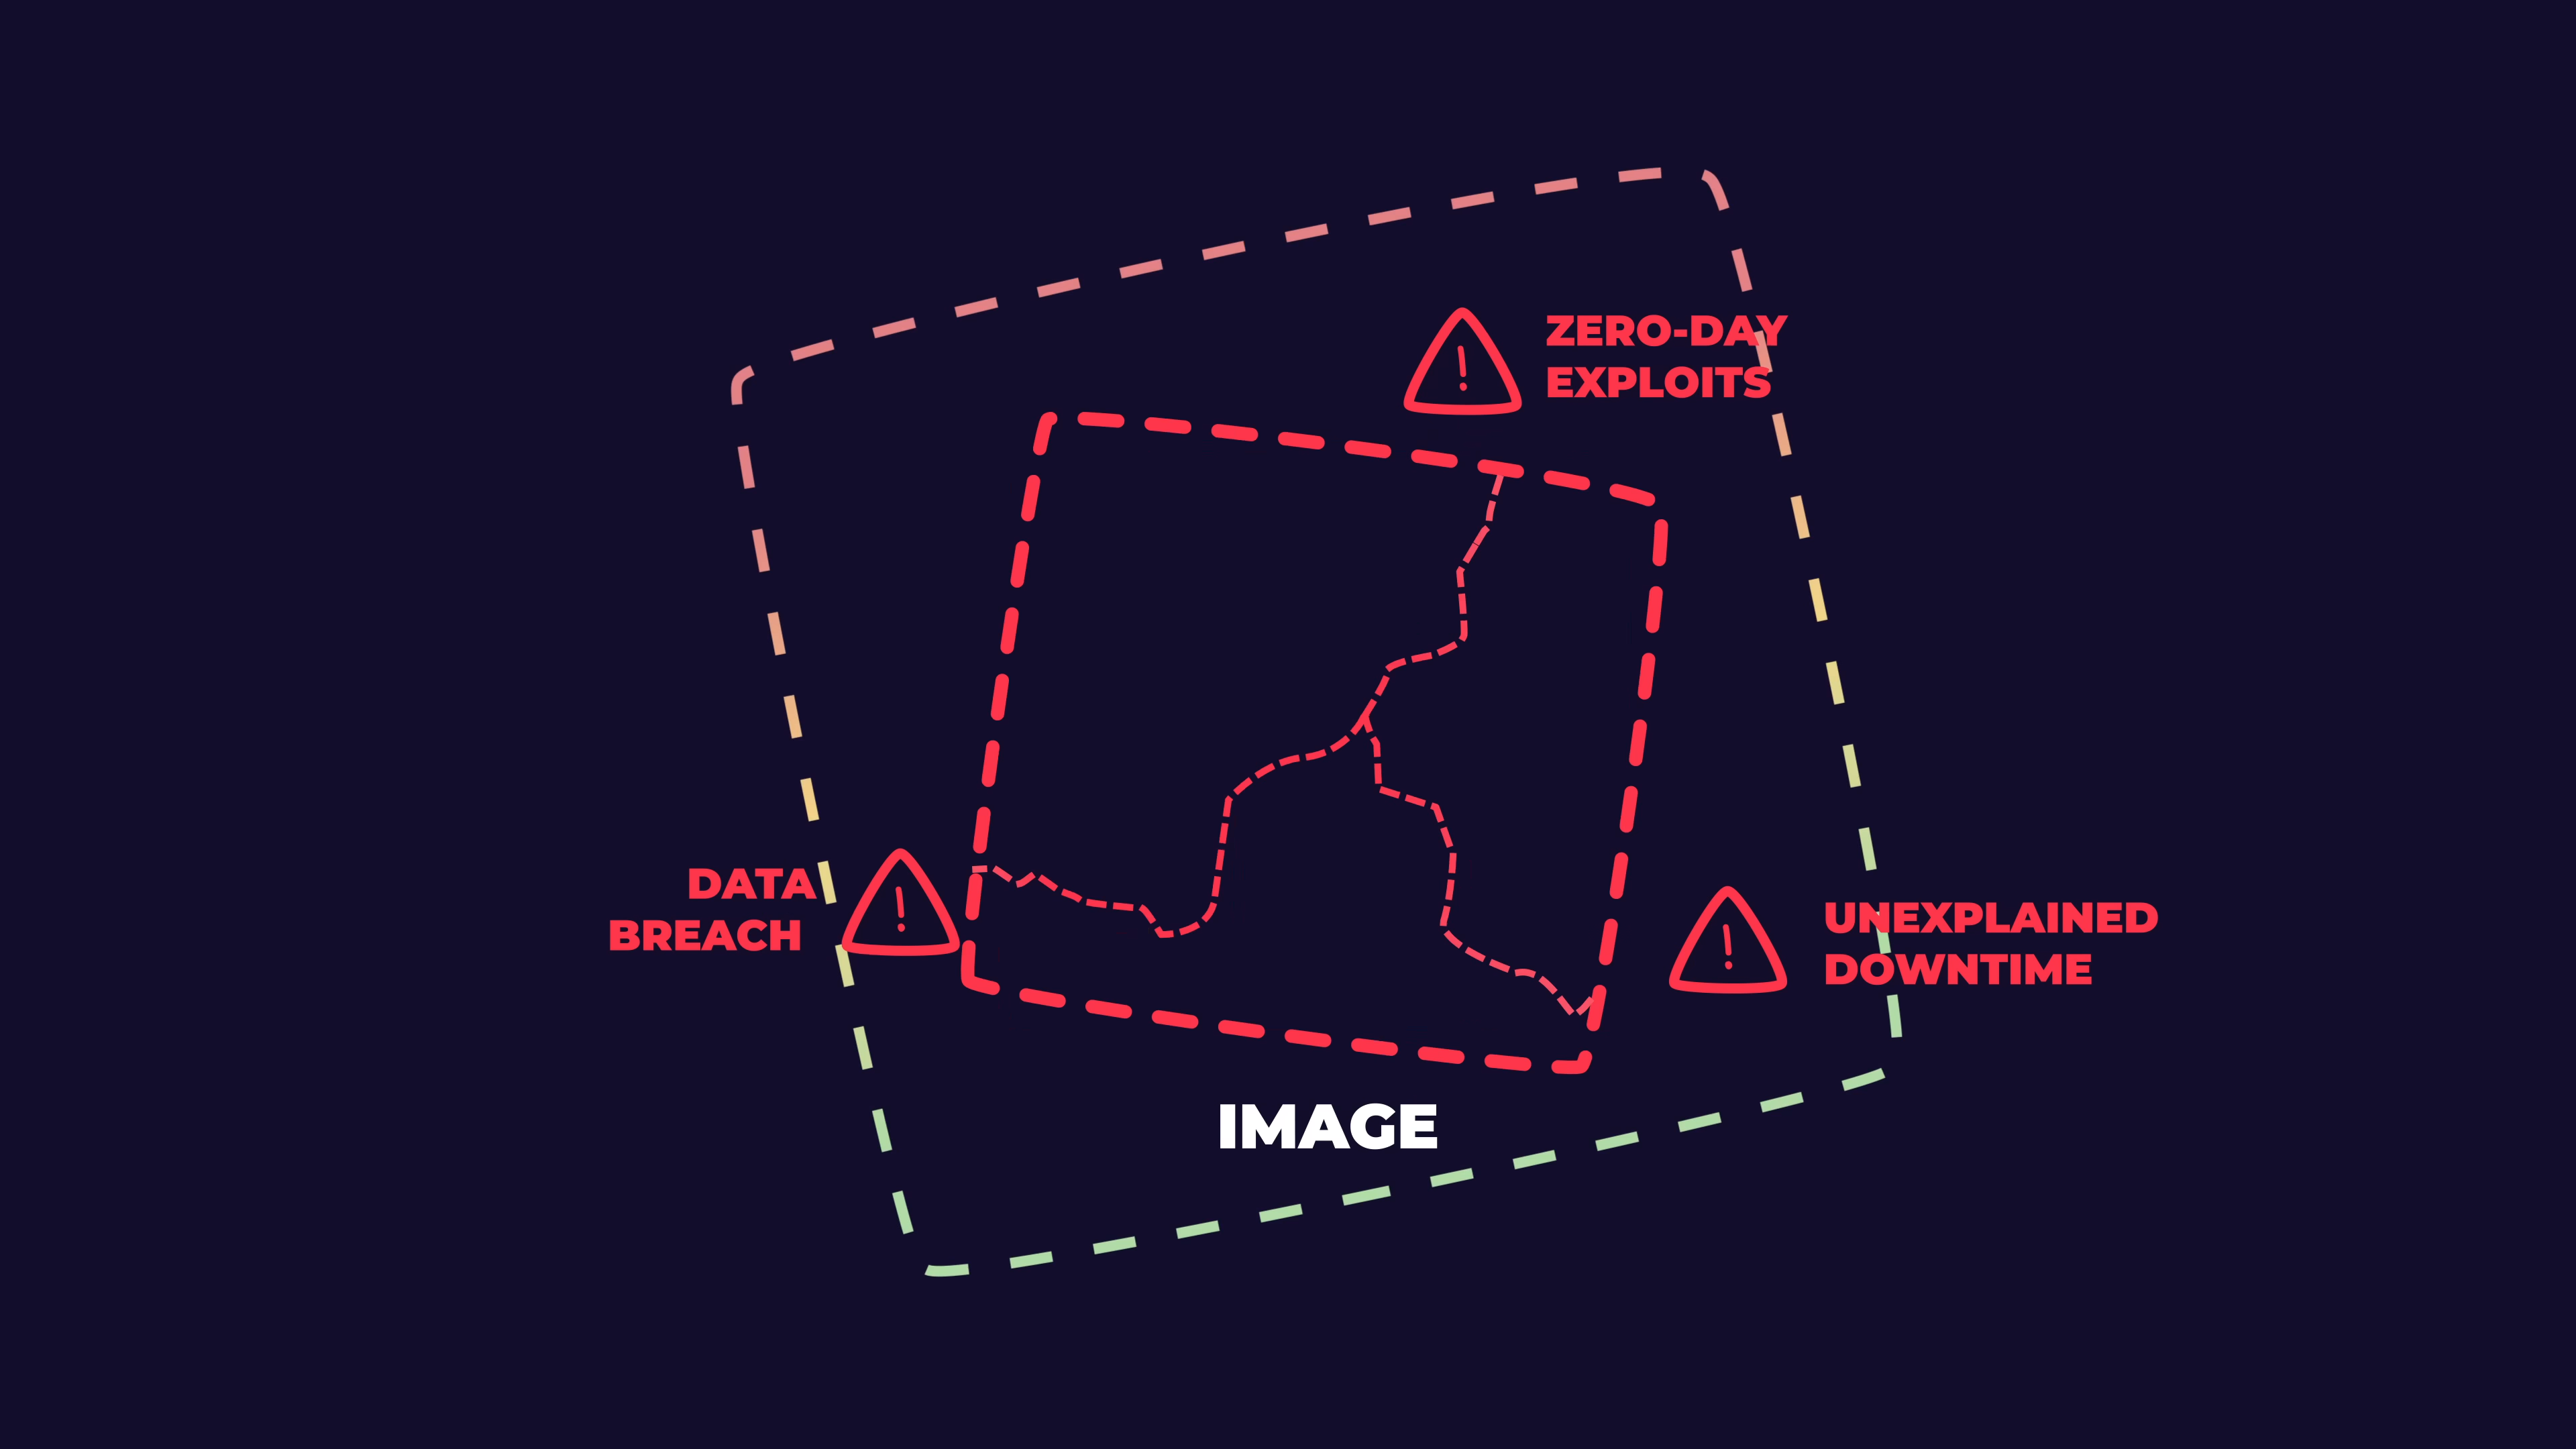 ZERO-DAY
EXPLOITS
DATA
BREACH
UNEXPLAINED
DOWNTIME
IMAGE